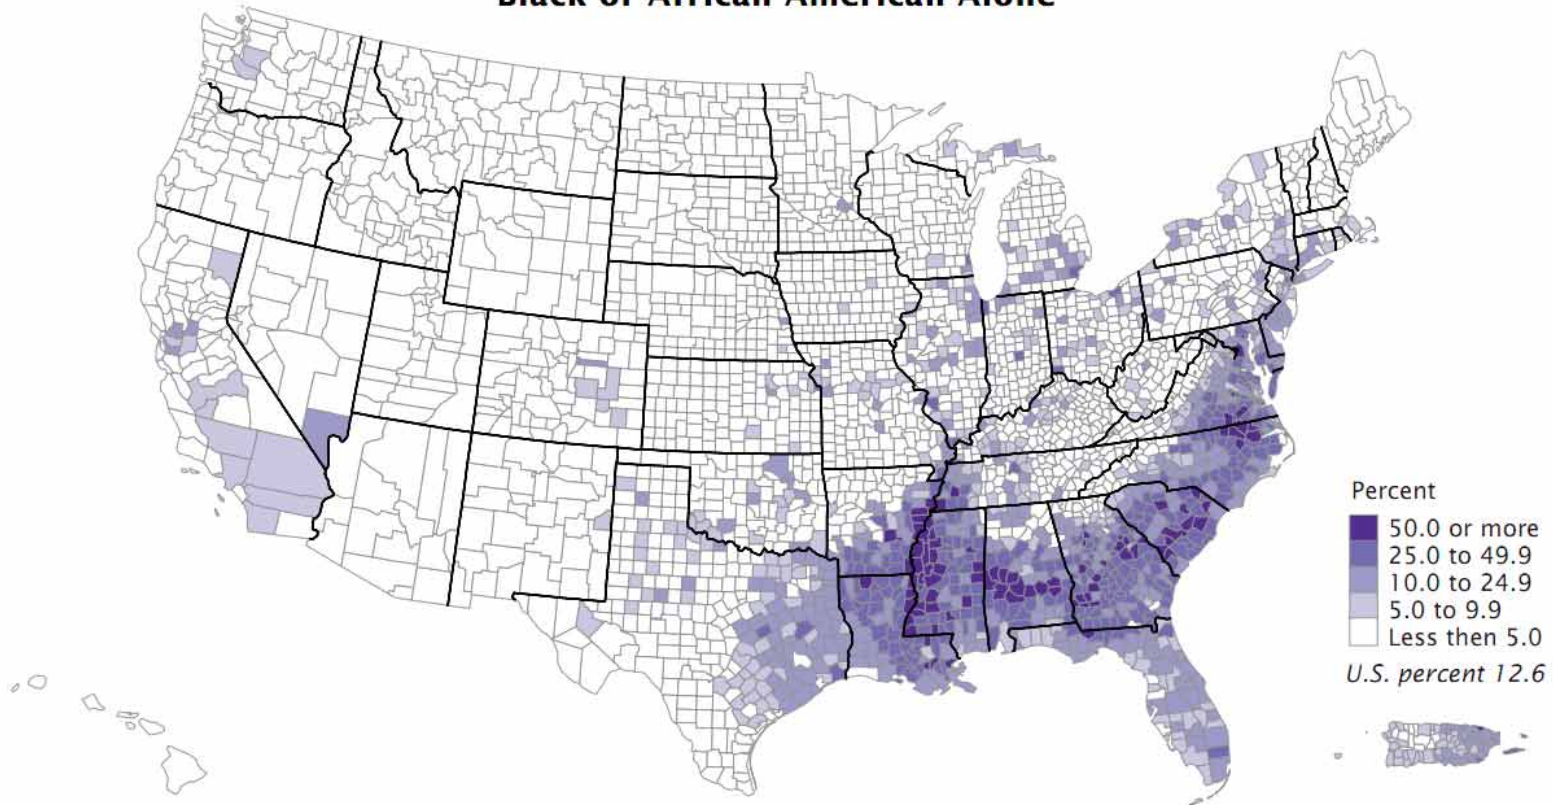 Black or African American Alone
Percent
50.0 or more
25.0 to 49.9
10.0 to 24.9
5.0 to 9.9
Less then 5.0
U.S. percent 12.6